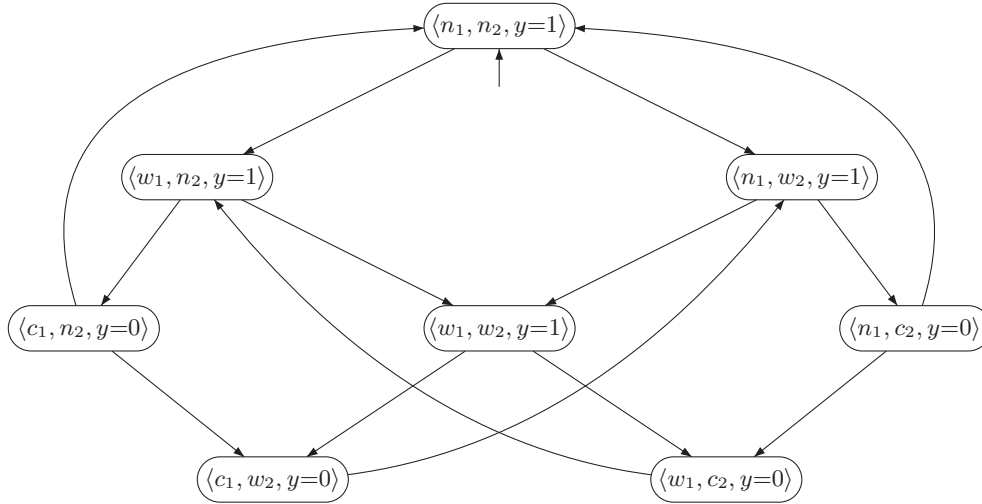 ⟨n₁, n₂, y=1⟩
⟨w₁, n₂, y=1⟩
⟨n₁, w₂, y=1⟩
⟨c₁, n₂, y=0⟩
⟨w₁, w₂, y=1⟩
⟨n₁, c₂, y=0⟩
⟨c₁, w₂, y=0⟩
⟨w₁, c₂, y=0⟩